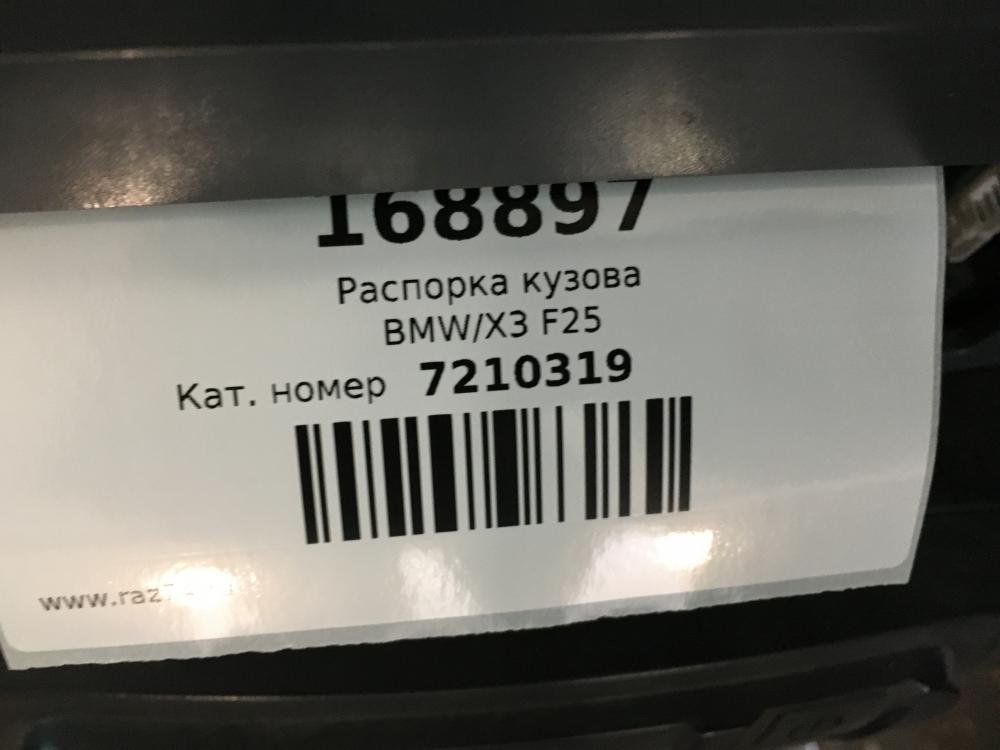 168897
Распорка кузова
BMW/X3 F25
Кат. номер 7210319